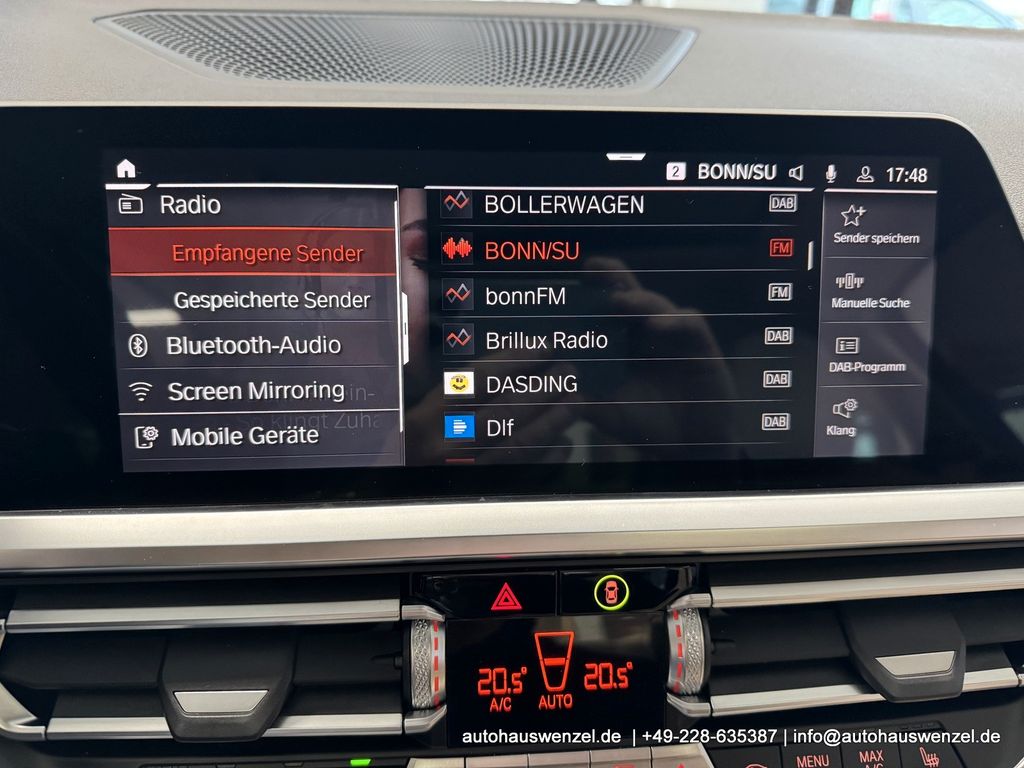 2 BONN/SU 17:48
Radio
Empfangene Sender
Gespeicherte Sender
Bluetooth-Audio
Screen Mirroring
Mobile Geräte
BOLLERWAGEN DAB
BONN/SU FM
bonnFM FM
Brillux Radio DAB
DASDING DAB
Dlf DAB
Sender speichern
Manuelle Suche
DAB-Programm
Klang
20.5° 20.5°
A/C AUTO
autohauswenzel.de | +49-228-635387 | info@autohauswenzel.de
MENU
MAX
A/C